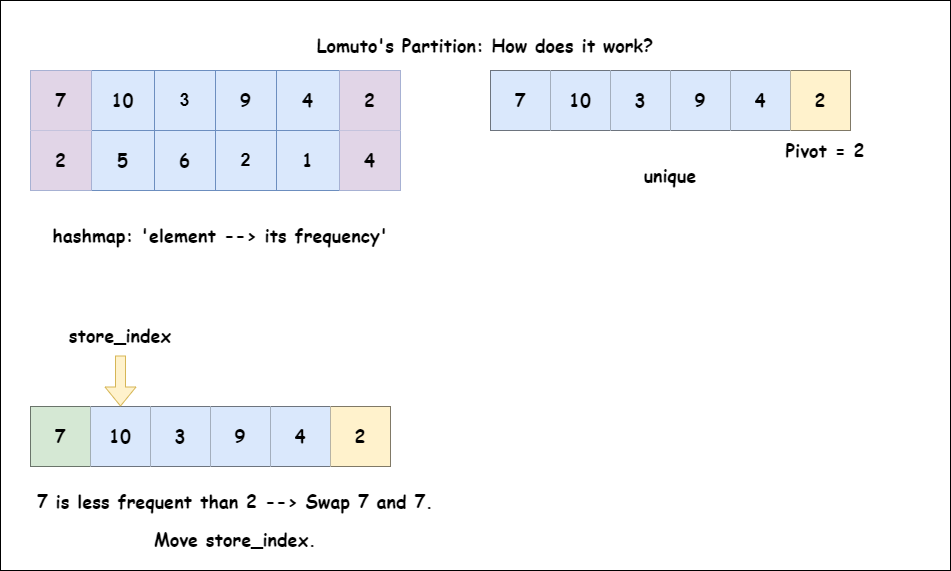 Lomuto's Partition: How does it work?
7 10 3 9 4 2
2 5 6 2 1 4
7 10 3 9 4 2
Pivot = 2
unique
hashmap: 'element --> its frequency'
store_index
7 10 3 9 4 2
7 is less frequent than 2 --> Swap 7 and 7.
Move store_index.